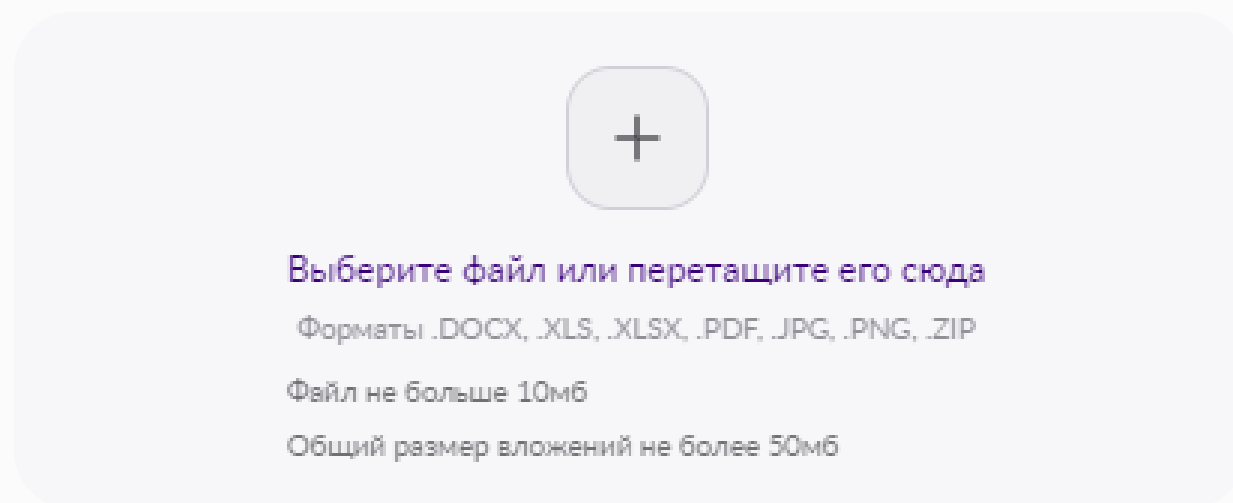 Выберите файл или перетащите его сюда
Форматы .DOCX, .XLS, .XLSX, .PDF, .JPG, .PNG, .ZIP
Файл не больше 10мб
Общий размер вложений не более 50мб